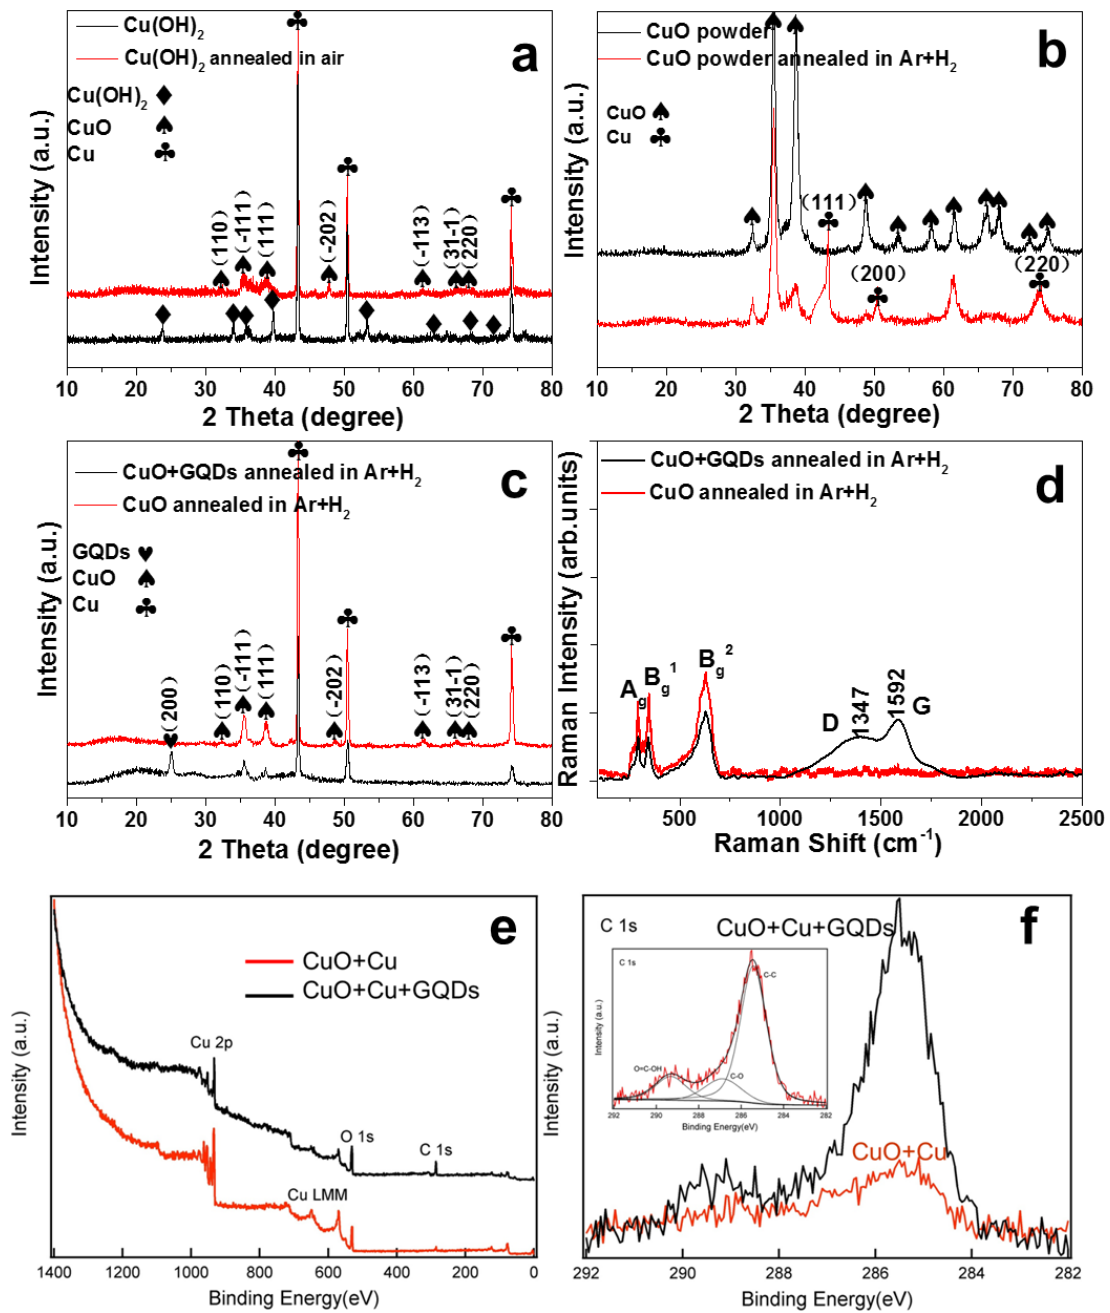 a
Cu(OH)2
Cu(OH)2 annealed in air
Cu(OH)2
CuO
Cu
(110)
(-111)
(111)
(-202)
(-113)
(31-1)
(220)
Intensity (a.u.)
10 20 30 40 50 60 70 80
2 Theta (degree)
b
CuO powder
CuO powder annealed in Ar+H2
CuO
Cu
(111)
(200)
(220)
Intensity (a.u.)
10 20 30 40 50 60 70 80
2 Theta (degree)
c
CuO+GQDs annealed in Ar+H2
CuO annealed in Ar+H2
GQDs
CuO
Cu
(200)
(110)
(-111)
(111)
(-202)
(-113)
(31-1)
(220)
Intensity (a.u.)
10 20 30 40 50 60 70 80
2 Theta (degree)
d
CuO+GQDs annealed in Ar+H2
CuO annealed in Ar+H2
Ag
Bg1
Bg2
D
1347
1592
G
Raman Intensity (arb.units)
500 1000 1500 2000 2500
Raman Shift (cm-1)
e
CuO+Cu
CuO+Cu+GQDs
Cu 2p
O 1s
C 1s
Cu LMM
Intensity (a.u.)
1400 1200 1000 800 600 400 200 0
Binding Energy(eV)
f
C 1s
CuO+Cu+GQDs
C 1s
C-C
O=C-OH
C-O
Intensity (a.u.)
292 290 288 286 284 282
Binding Energy(eV)
CuO+Cu
Intensity (a.u.)
292 290 288 286 284 282
Binding Energy(eV)